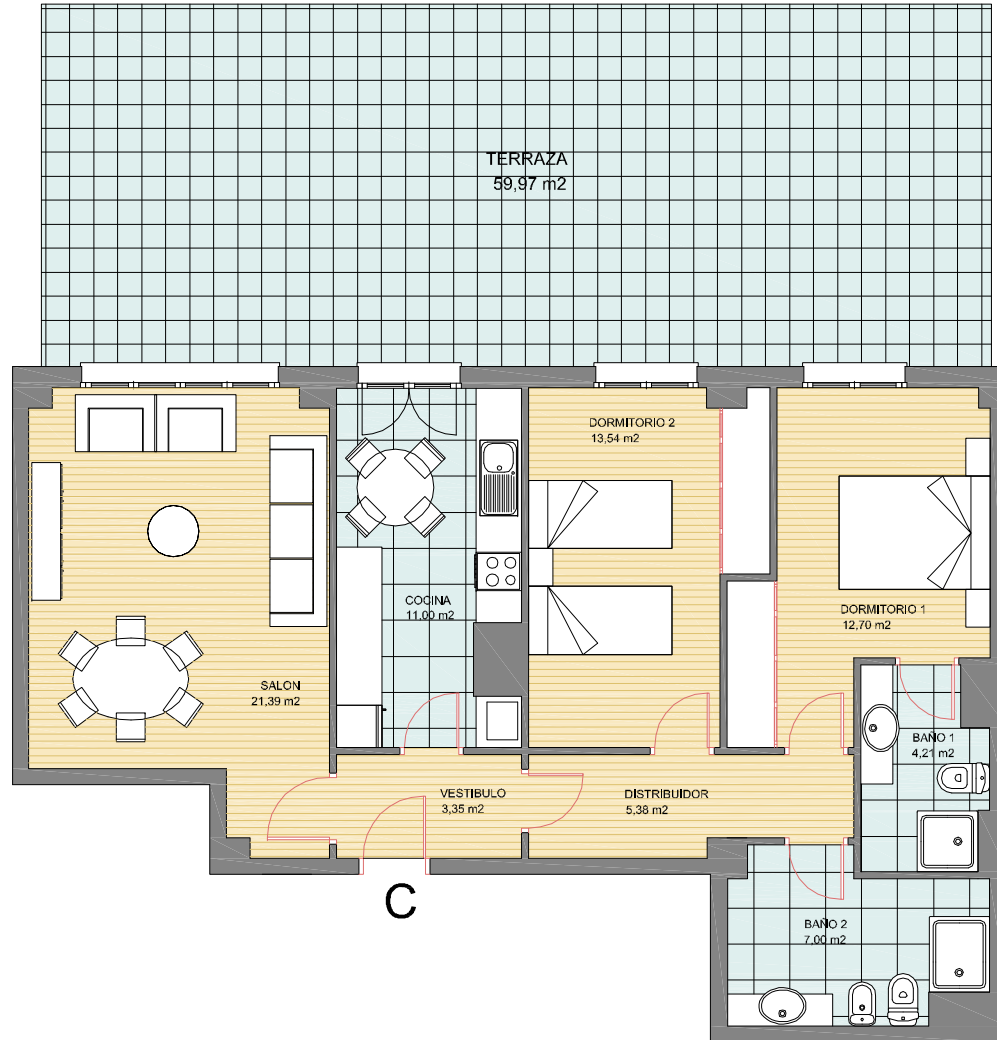 TERRAZA
59,97 m2
DORMITORIO 2
13,54 m2
COCINA
11,00 m2
DORMITORIO 1
12,70 m2
SALON
21,39 m2
BAÑO 1
4,21 m2
VESTIBULO
3,35 m2
DISTRIBUIDOR
5,38 m2
C
BAÑO 2
7,00 m2